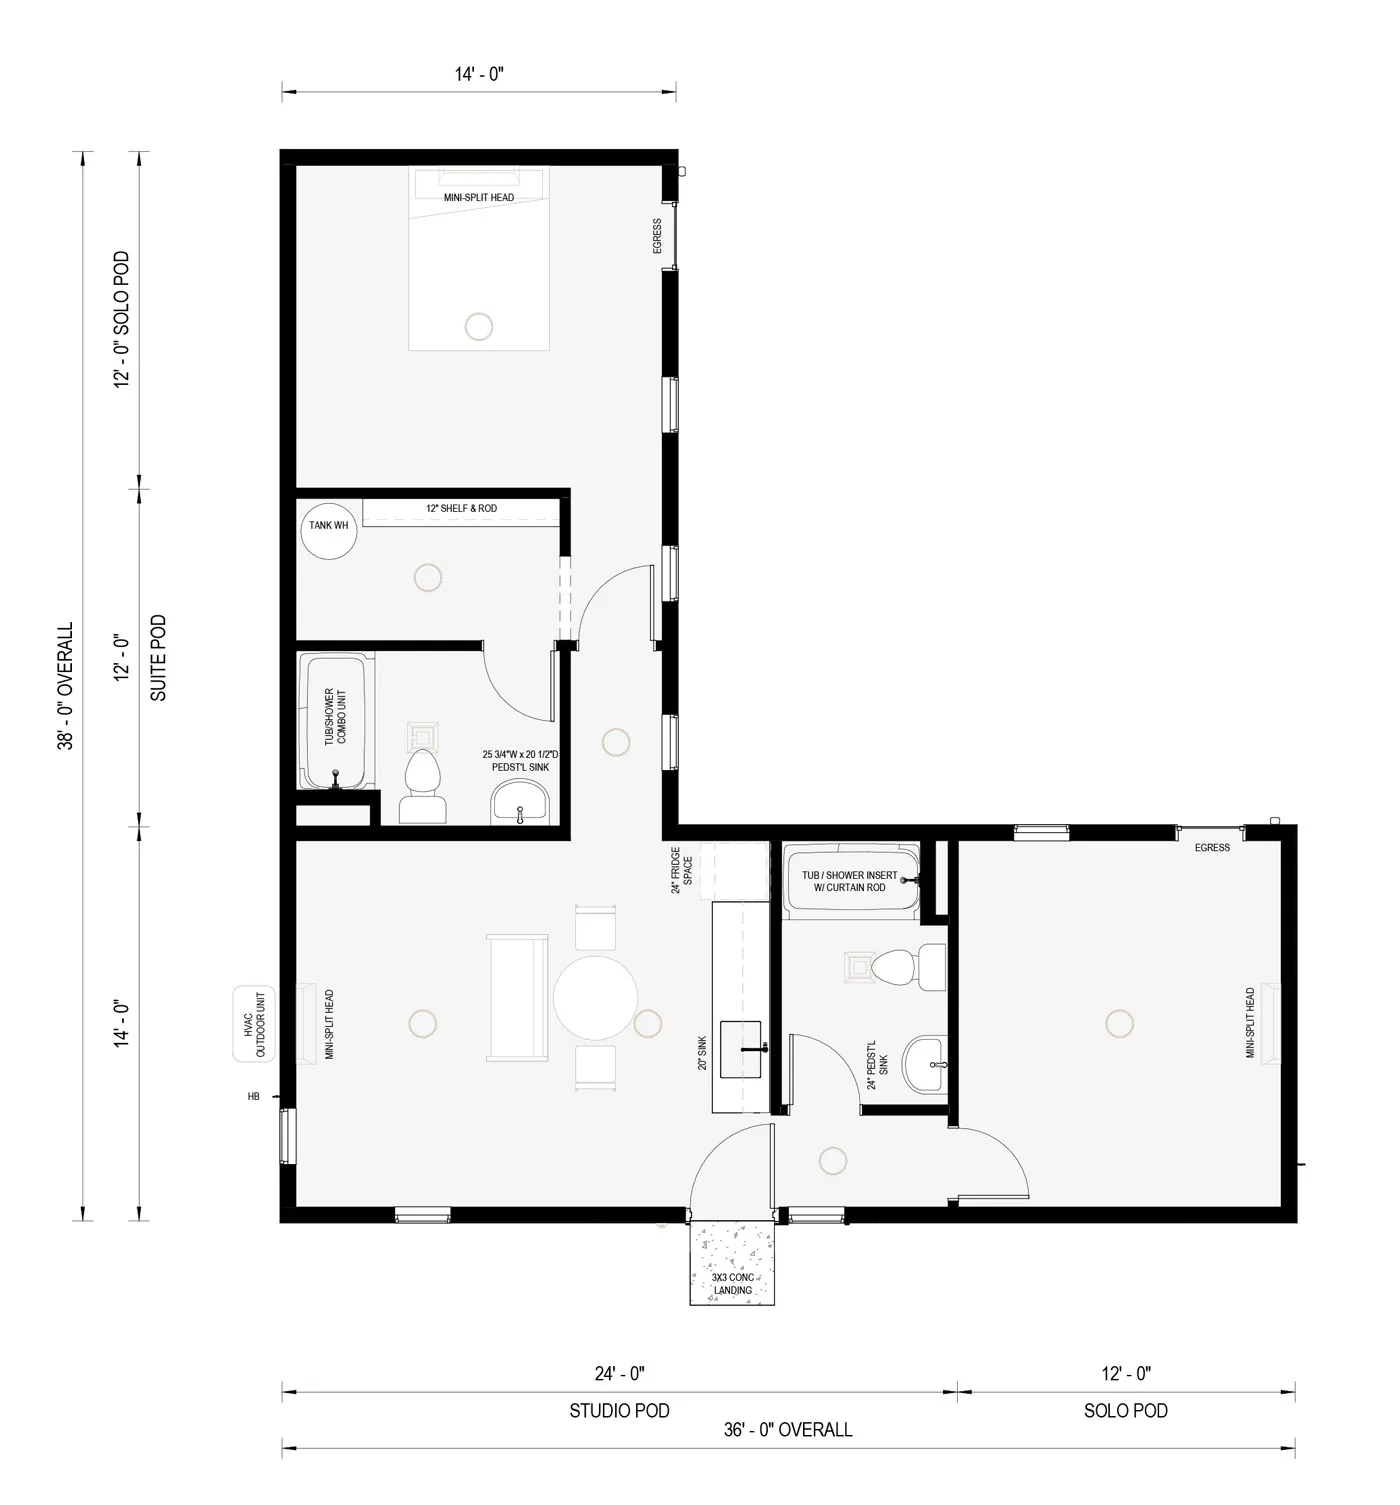 14' - 0"
MINI-SPLIT HEAD
EGRESS
12' - 0" SOLO POD
12" SHELF & ROD
TANK WH
38' - 0" OVERALL
12' - 0"
SUITE POD
TUB/SHOWER
COMBO UNIT
25 3/4"W x 20 1/2"D
PEDST'L SINK
EGRESS
24" FRIDGE
SPACE
TUB / SHOWER INSERT
W/ CURTAIN ROD
14' - 0"
HVAC
OUTDOOR UNIT
MINI-SPLIT HEAD
20" SINK
24" PEDST'L
SINK
MINI-SPLIT HEAD
HB
3X3 CONC
LANDING
24' - 0"
12' - 0"
STUDIO POD
SOLO POD
36' - 0" OVERALL